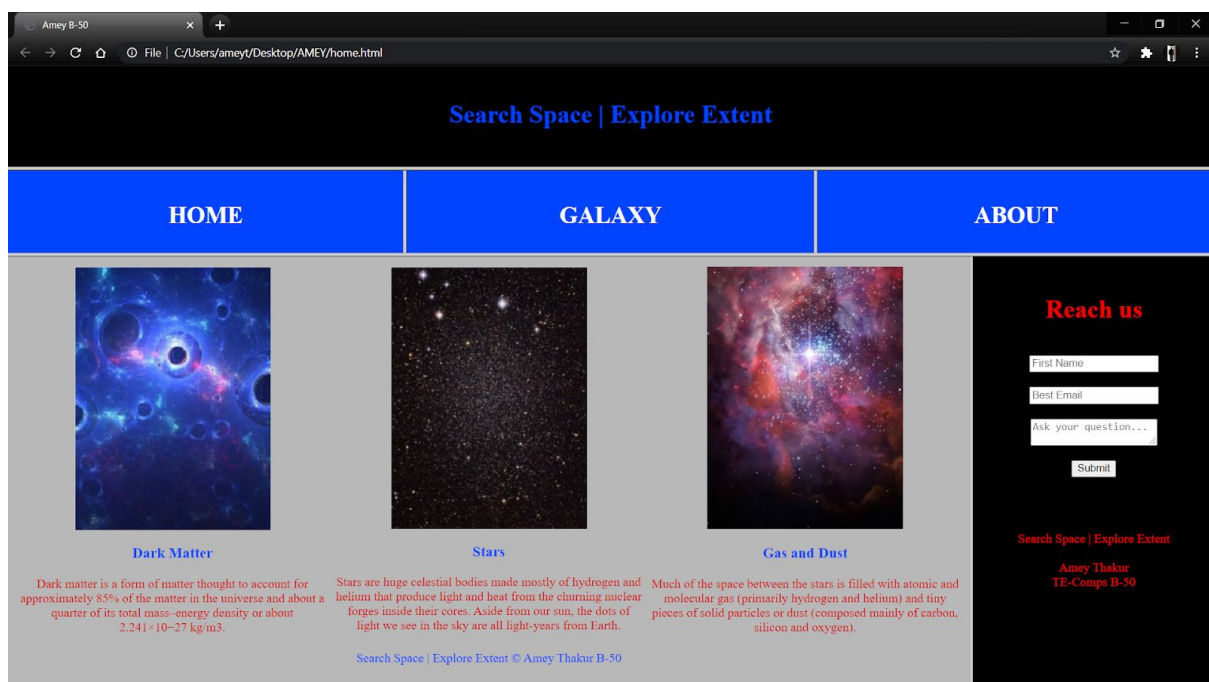 Amey B-50
File | C:/Users/ameyt/Desktop/AMEY/home.html
Search Space | Explore Extent
HOME
GALAXY
ABOUT
Dark Matter
Dark matter is a form of matter thought to account for
approximately 85% of the matter in the universe and about a
quarter of its total mass–energy density or about
2.241×10−27 kg/m3.
Stars
Stars are huge celestial bodies made mostly of hydrogen and
helium that produce light and heat from the churning nuclear
forges inside their cores. Aside from our sun, the dots of
light we see in the sky are all light-years from Earth.
Gas and Dust
Much of the space between the stars is filled with atomic and
molecular gas (primarily hydrogen and helium) and tiny
pieces of solid particles or dust (composed mainly of carbon,
silicon and oxygen).
Search Space | Explore Extent © Amey Thakur B-50
Reach us
First Name
Best Email
Ask your question...
Submit
Search Space | Explore Extent
Amey Thakur
TE-Comps B-50